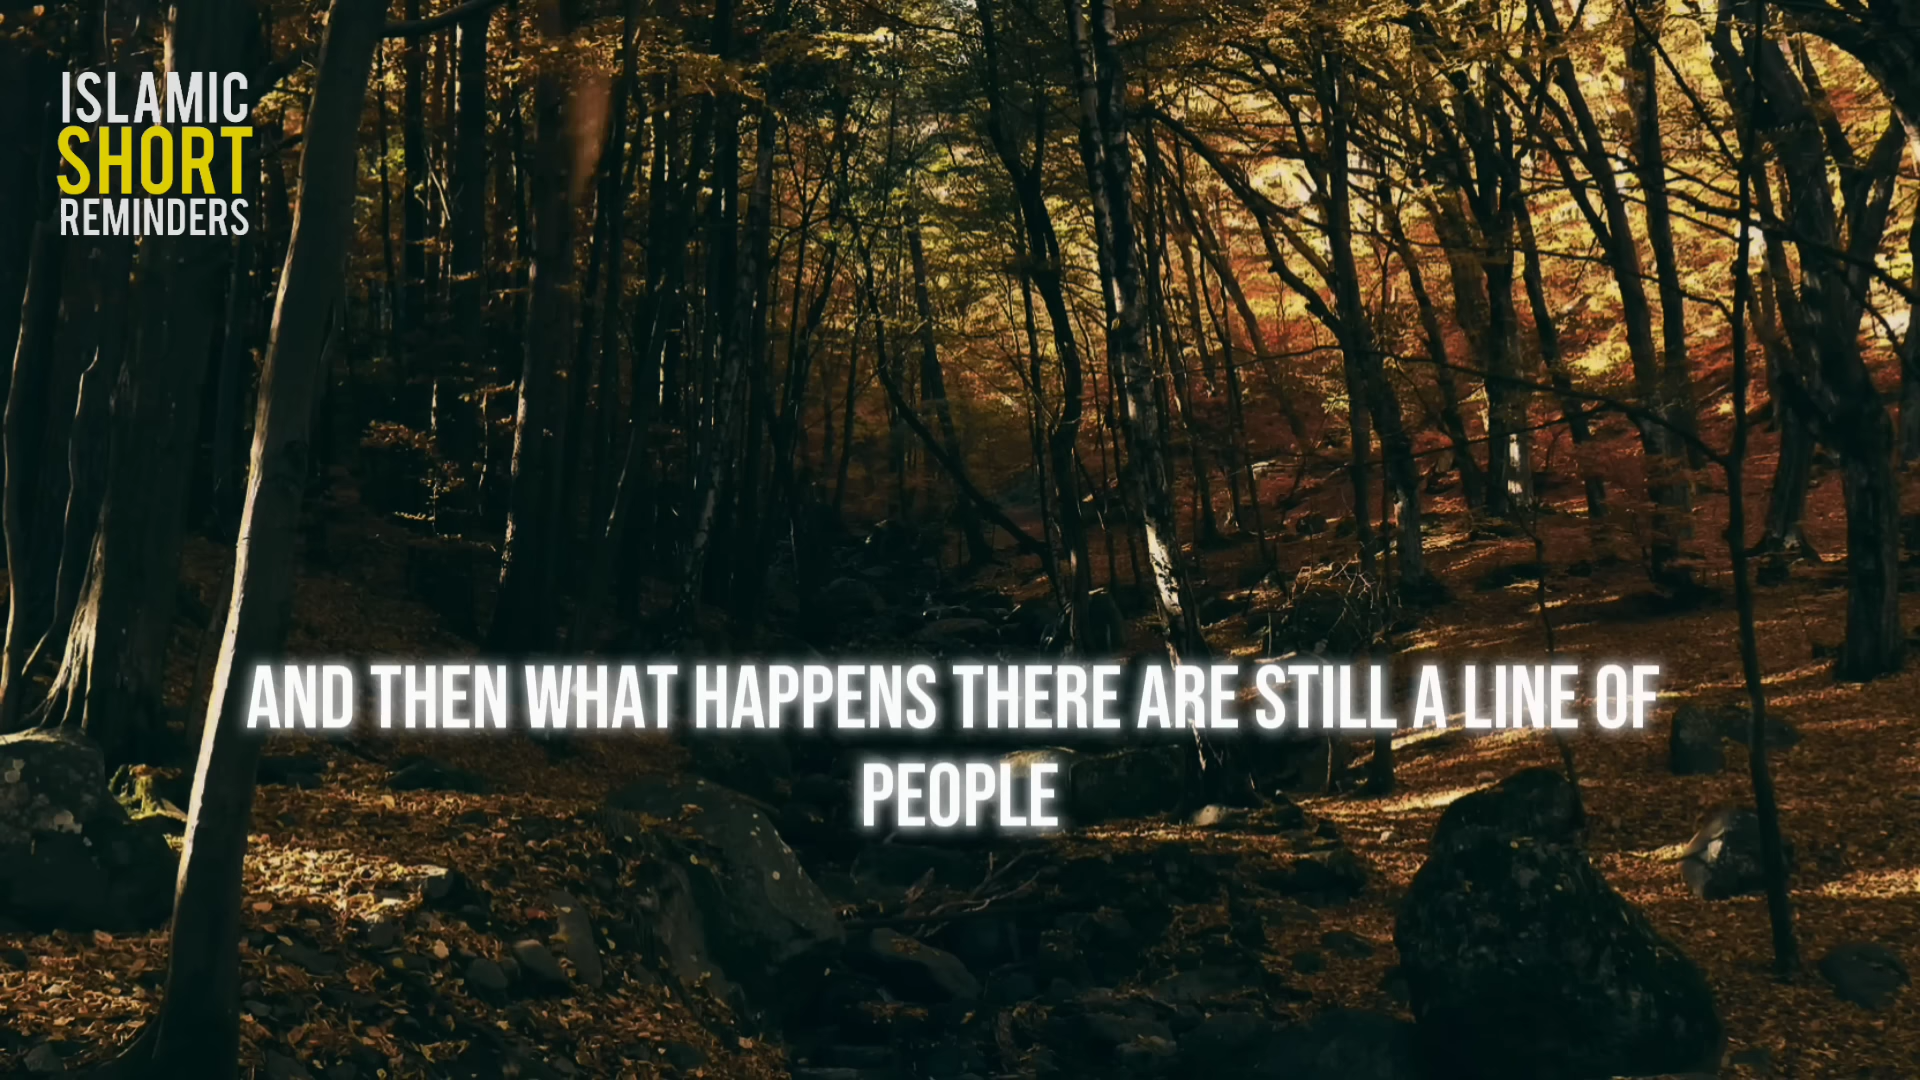 ISLAMIC
SHORT
REMINDERS
AND THEN WHAT HAPPENS THERE ARE STILL A LINE OF
PEOPLE